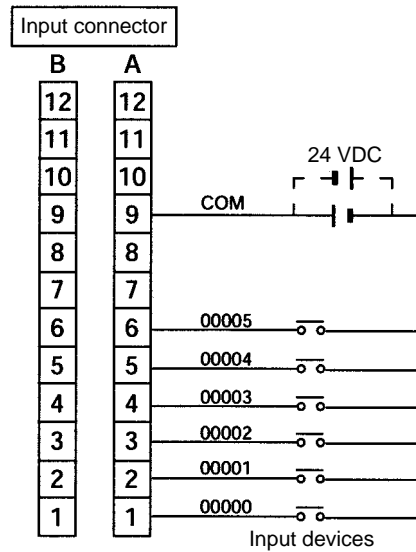 Input connector
B A
12 12
11 11
10 10
24 VDC
9 9 COM
8 8
7 7
6 6 00005
5 5 00004
4 4 00003
3 3 00002
2 2 00001
1 1 00000
Input devices